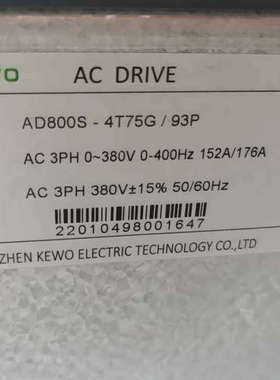 AC DRIVE
AD800S - 4T75G / 93P
AC 3PH 0~380V 0-400Hz 152A/176A
AC 3PH 380V±15% 50/60Hz
22010498001647
ZHEN KEWO ELECTRIC TECHNOLOGY CO.,LTD